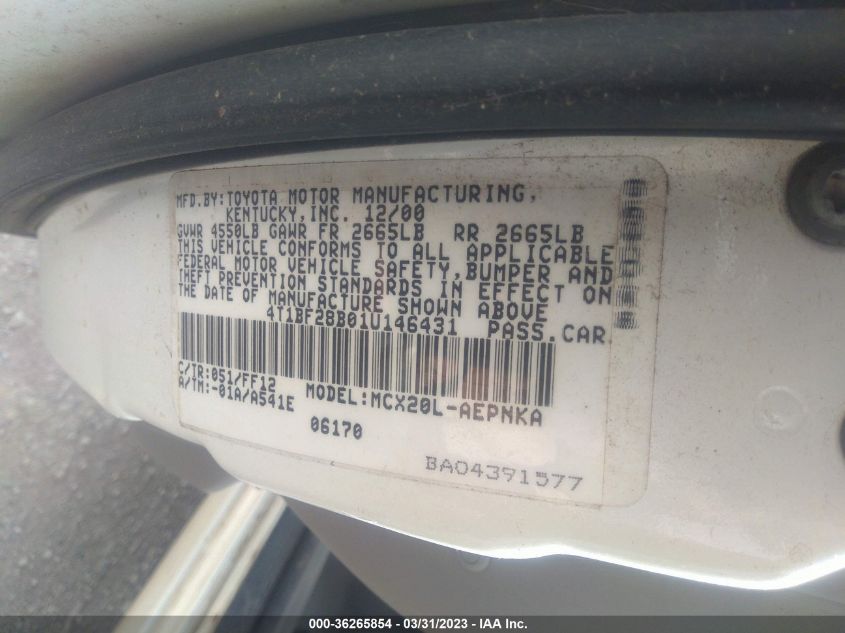 MFD.BY:TOYOTA MOTOR MANUFACTURING,
KENTUCKY,INC. 12/00
GVWR 4550LB GAWR FR 2665LB RR 2665LB
THIS VEHICLE CONFORMS TO ALL APPLICABLE
FEDERAL MOTOR VEHICLE SAFETY,BUMPER AND
THEFT PREVENTION STANDARDS IN EFFECT ON
THE DATE OF MANUFACTURE SHOWN ABOVE
4T1BF28B01U146431 PASS.CAR
C/TR:051/FF12
A/TM:-01A/A541E
MODEL:MCX20L-AEPNKA
06170
BA04391577
000-36265854 - 03/31/2023 - IAA Inc.